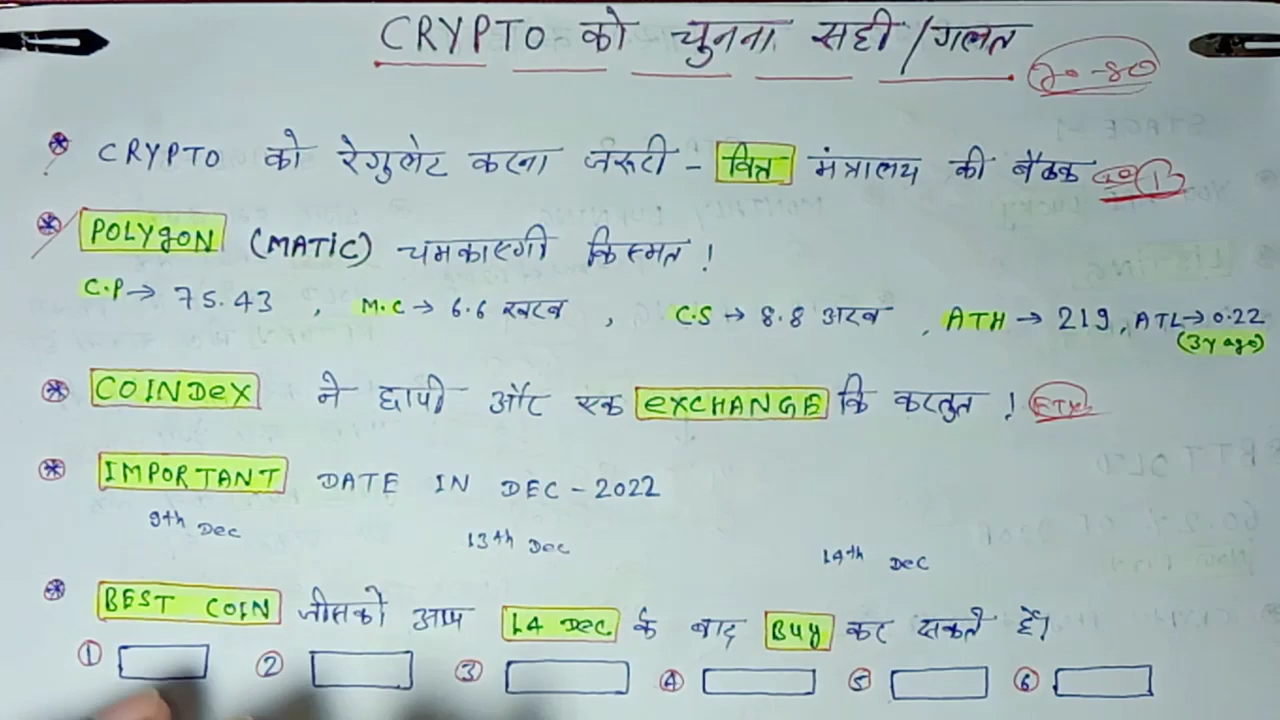 CRYPTO को चुनना सही/गलत
* CRYPTO को रेगुलेट करना जरूरी - वित्त मंत्रालय की बैठक
* POLYGON (MATIC) चमकाएगी किस्मत !
C.P → 75.43 , M.C → 6.6 खरब , C.S → 8.8 अरब , ATH → 219, ATL → 0.22
(3y ago)
* COINDeX ने छापी और एक eXCHANGE कि करतुत ! FTX
* IMPORTANT DATE IN DEC - 2022
9th Dec 13th Dec 14th Dec
* BEST COIN जीसको आप 14 Dec के बाद Buy कर सकते हैं।
① ② ③ ④ ⑤ ⑥